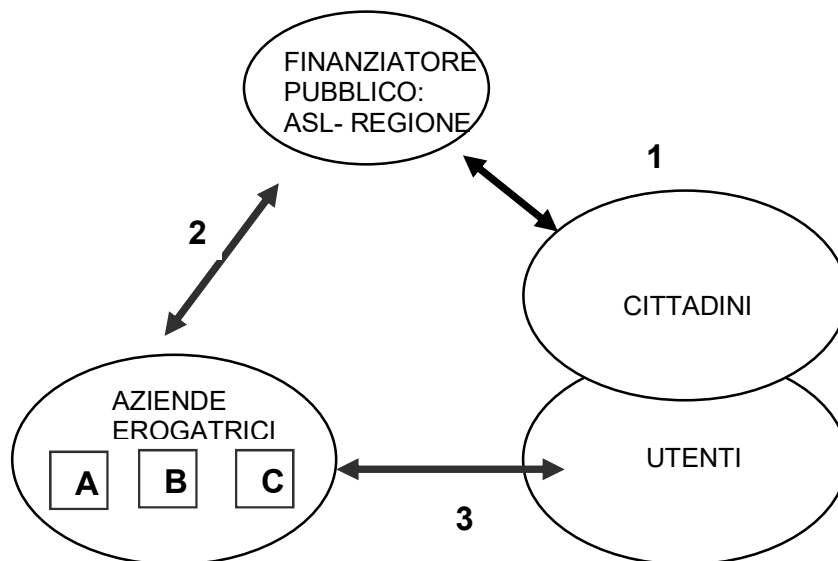 FINANZIATORE
PUBBLICO:
ASL- REGIONE
1
2
CITTADINI
AZIENDE
EROGATRICI
A B C
UTENTI
3